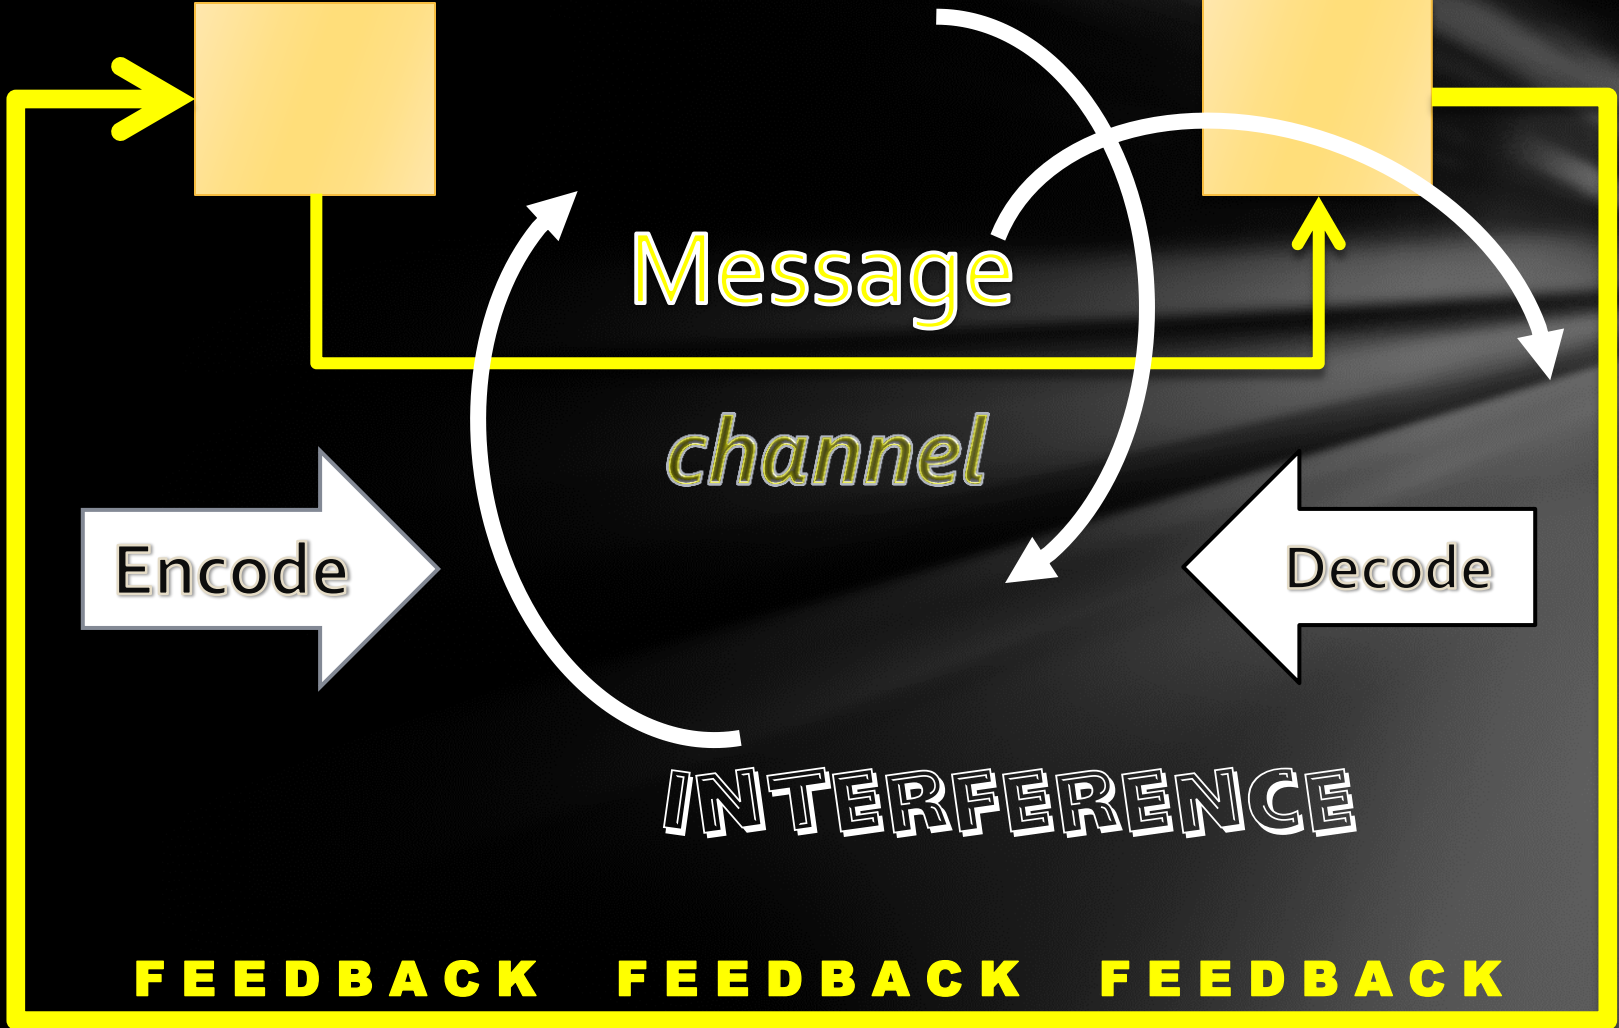 Message
channel
Encode
Decode
INTERFERENCE
FEEDBACK FEEDBACK FEEDBACK